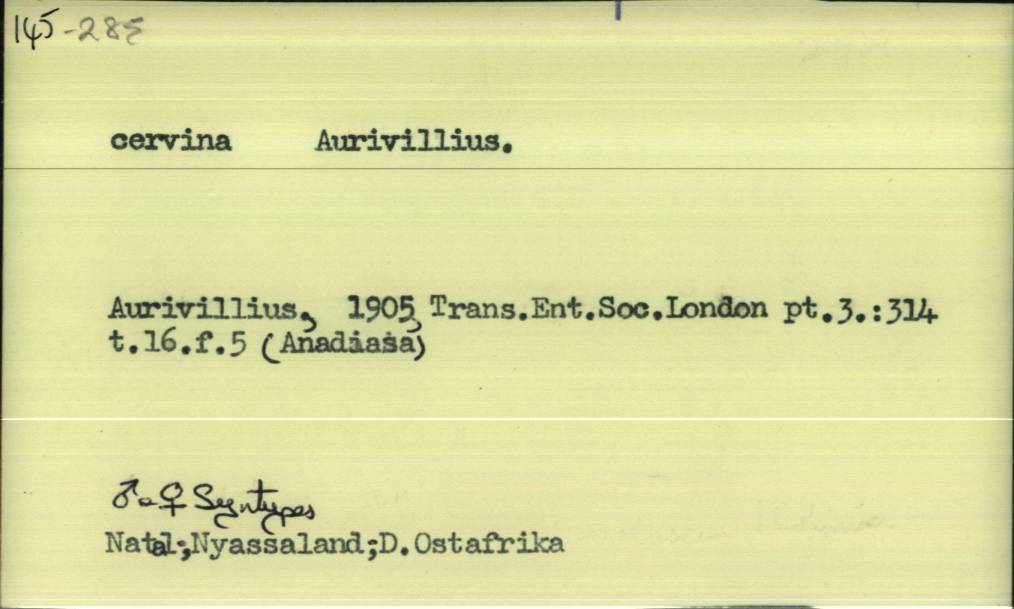 145-285
cervina Aurivillius.
Aurivillius, 1905, Trans.Ent.Soc.London pt.3.:314
t.16.f.5 (Anadiasa)
♂-♀ Syntypes
Natal;Nyassaland;D.Ostafrika